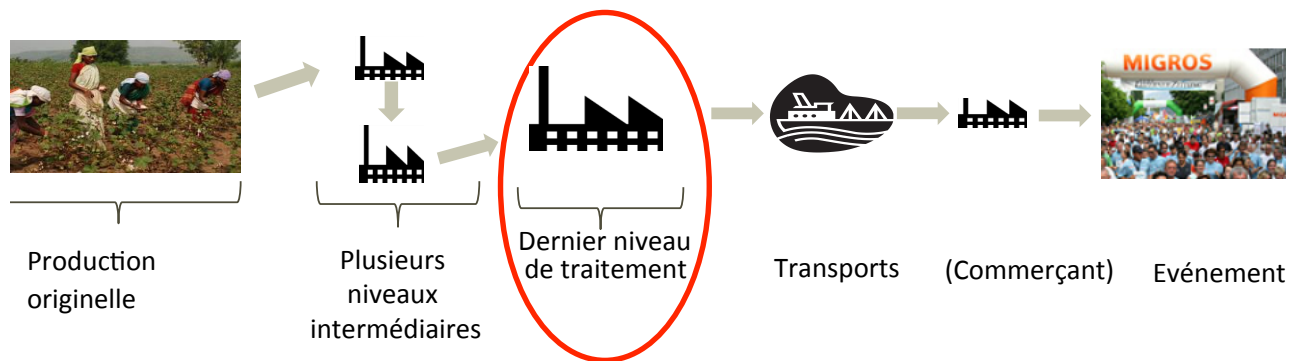 MIGROS
Production
originelle
Plusieurs
niveaux
intermédiaires
Dernier niveau
de traitement
Transports
(Commerçant)
Evénement